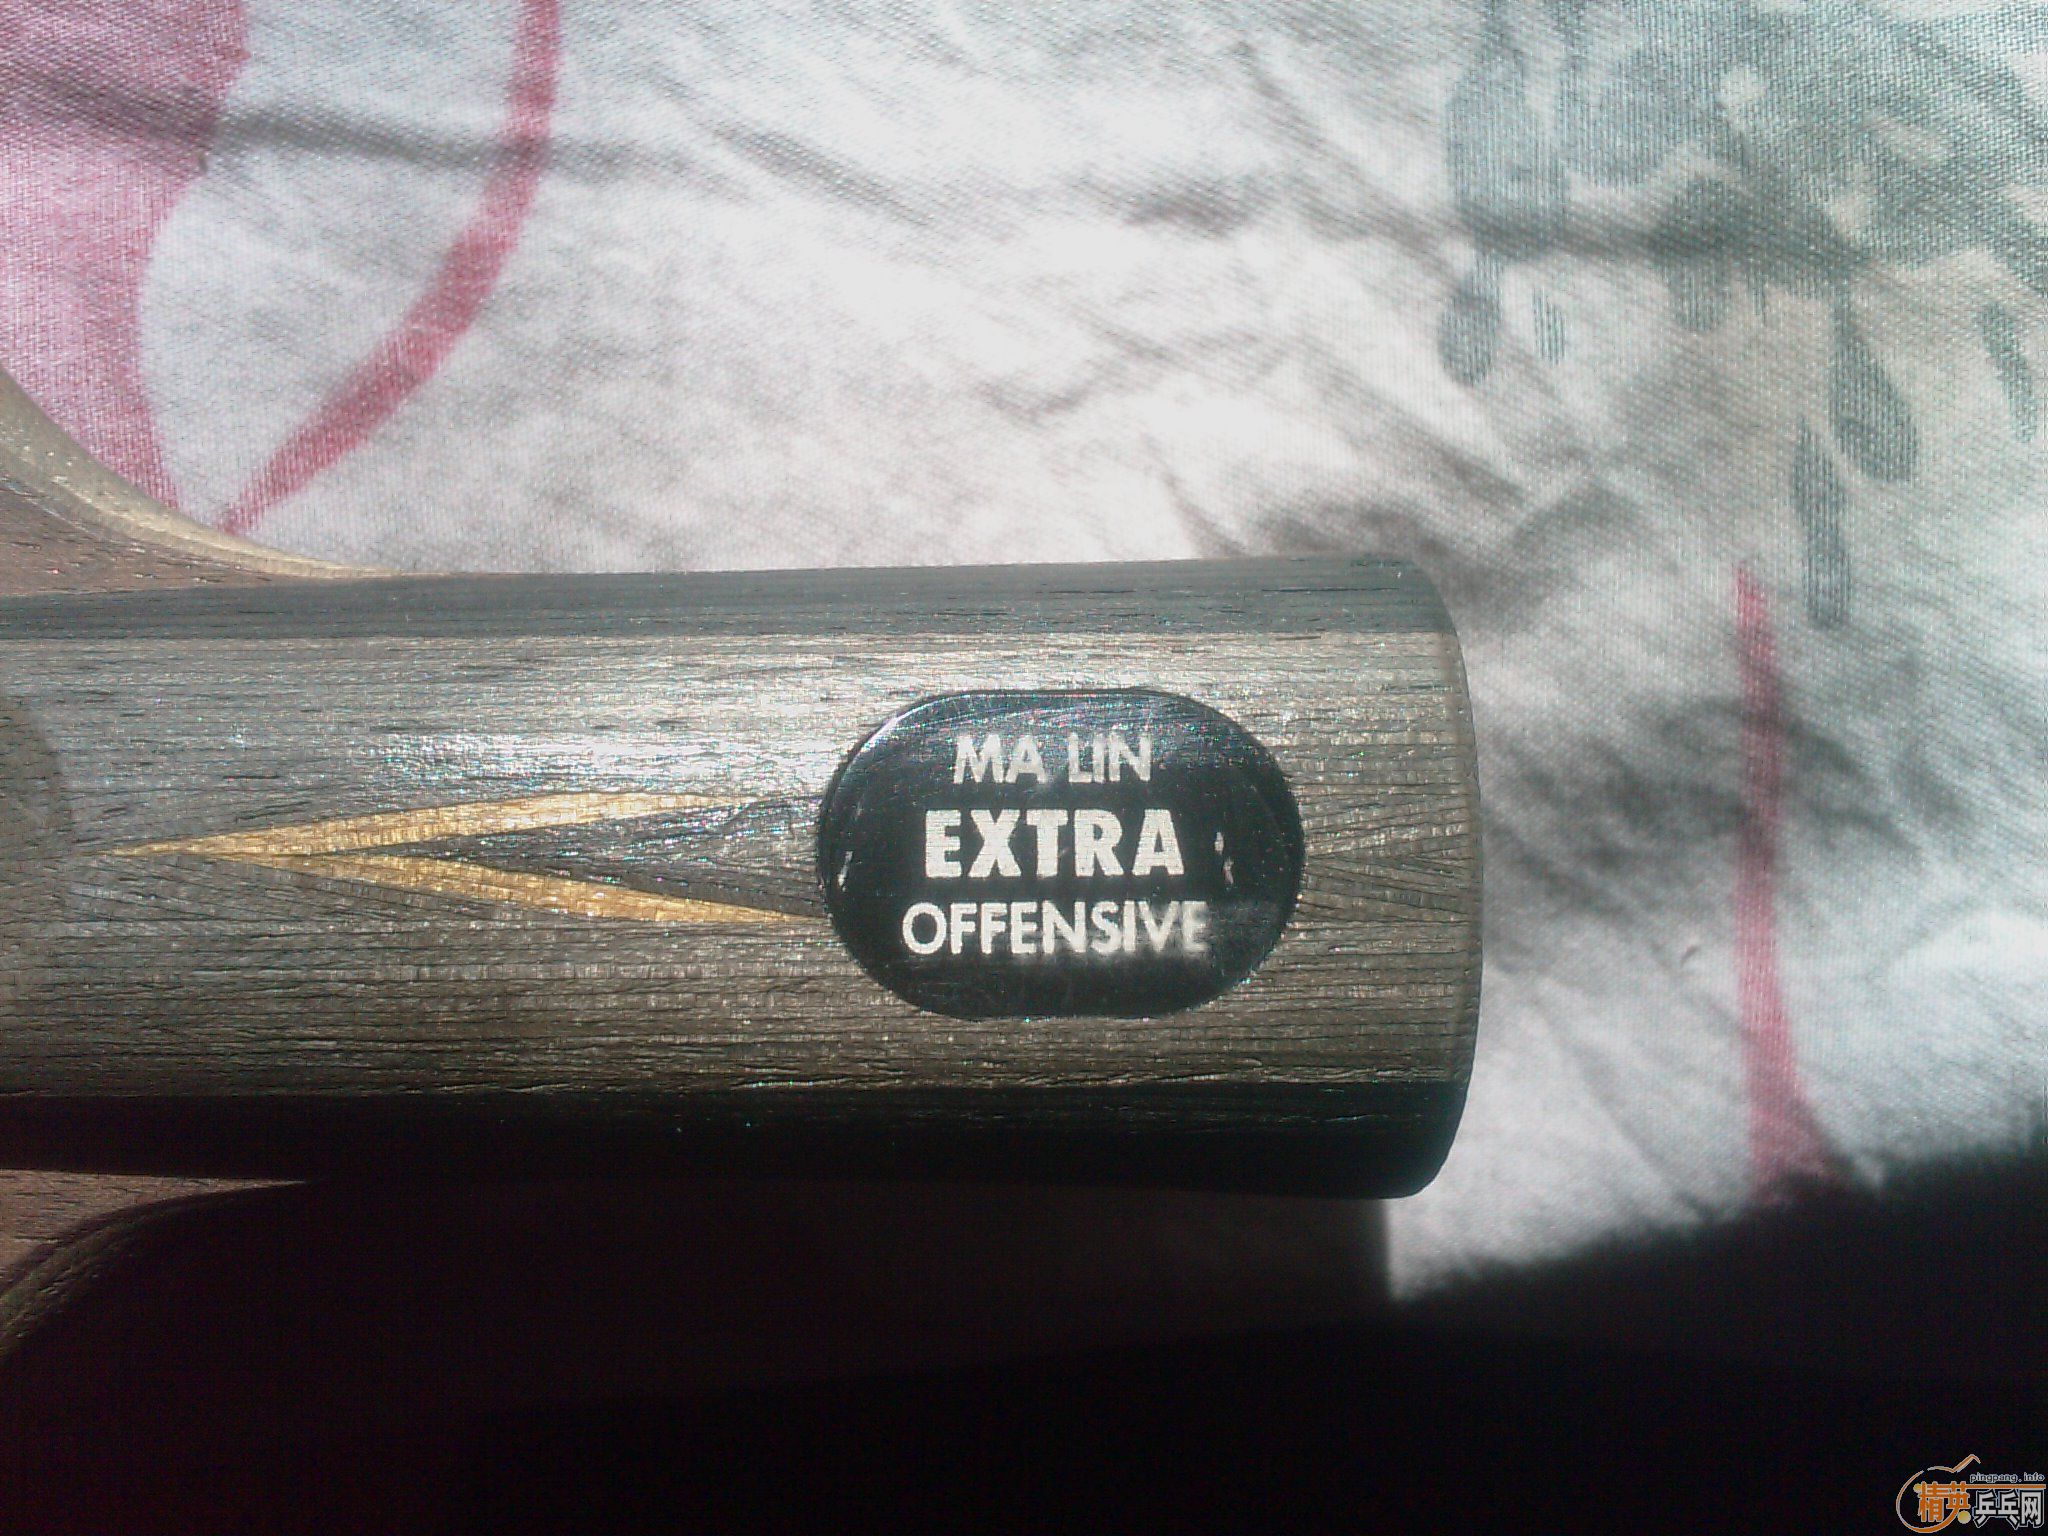 MA LIN
EXTRA
OFFENSIVE
pingpang.info
精英乒乓网